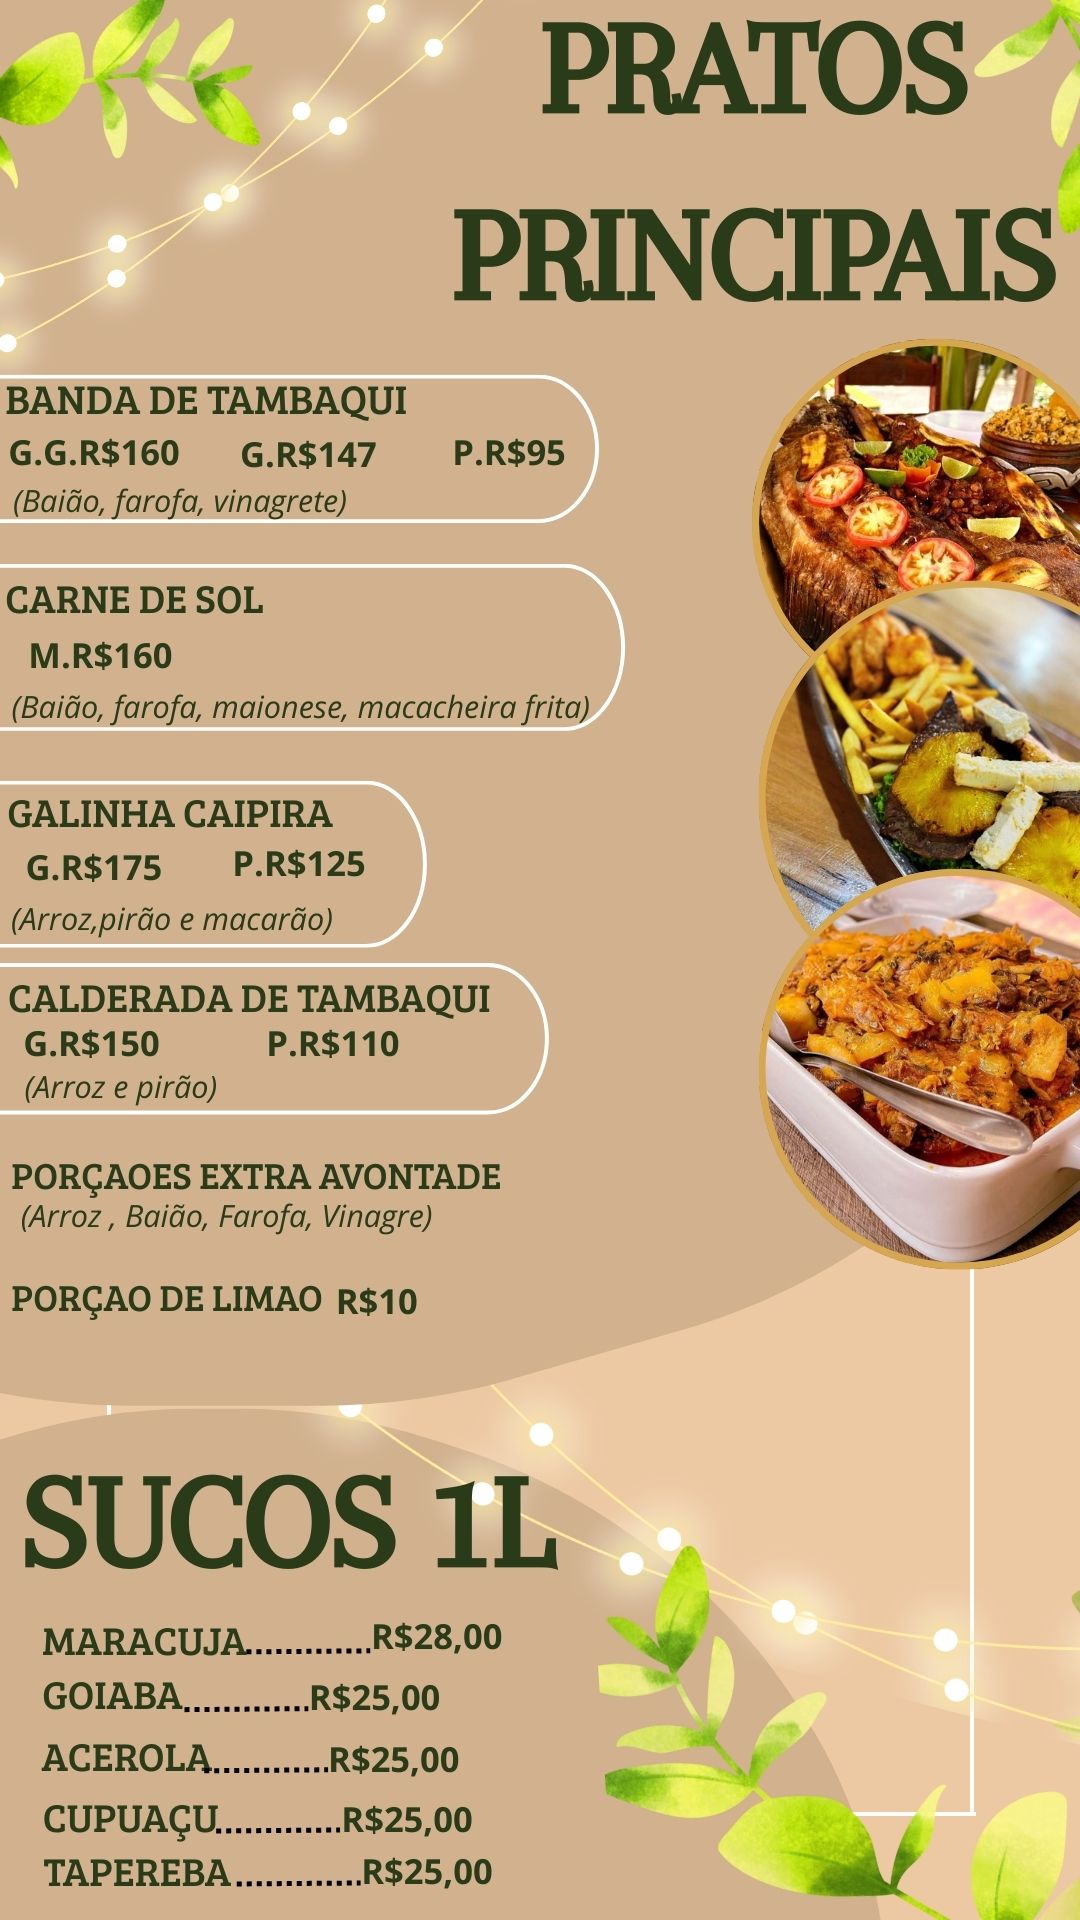 PRATOS
PRINCIPAIS
BANDA DE TAMBAQUI
G.G.R$160 G.R$147 P.R$95
(Baião, farofa, vinagrete)
CARNE DE SOL
M.R$160
(Baião, farofa, maionese, macacheira frita)
GALINHA CAIPIRA
G.R$175 P.R$125
(Arroz,pirão e macarão)
CALDERADA DE TAMBAQUI
G.R$150 P.R$110
(Arroz e pirão)
PORÇAOES EXTRA AVONTADE
(Arroz , Baião, Farofa, Vinagre)
PORÇAO DE LIMAO R$10
SUCOS 1L
MARACUJA.............R$28,00
GOIABA.............R$25,00
ACEROLA.............R$25,00
CUPUAÇU.............R$25,00
TAPEREBA.............R$25,00